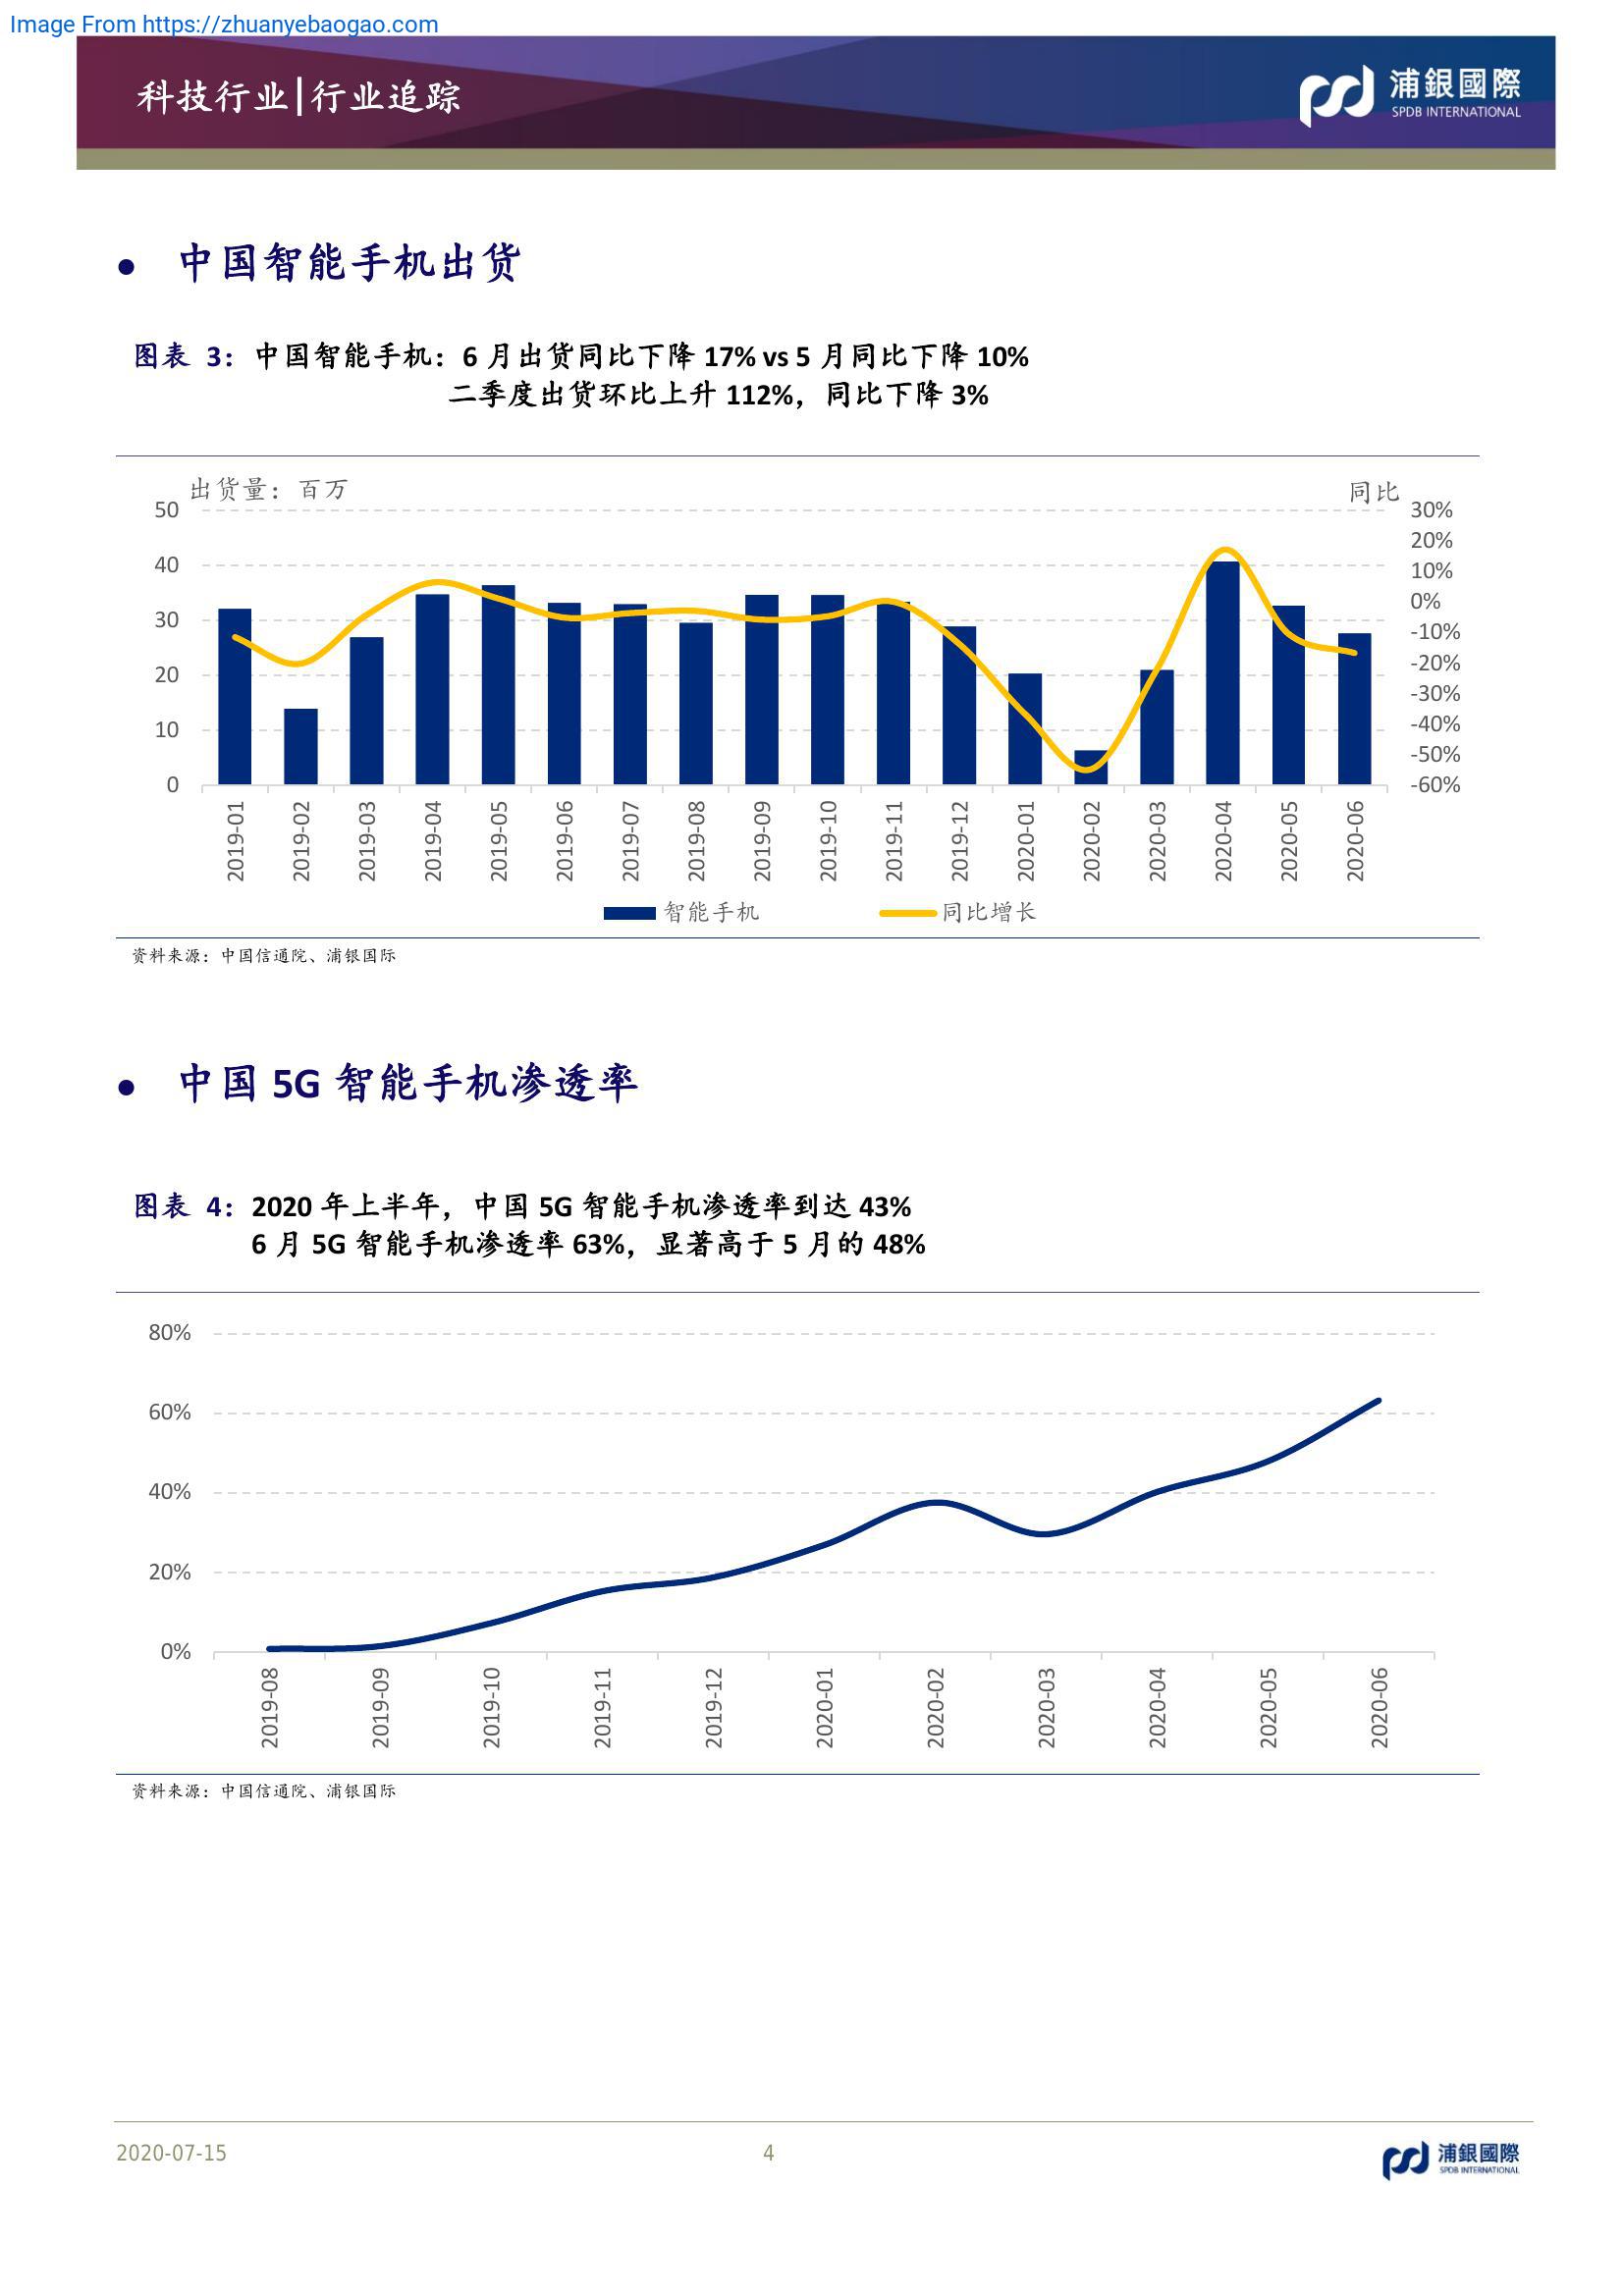 Image From https://zhuanyebaogao.com
科技行业|行业追踪
浦銀國際
SPDB INTERNATIONAL
● 中国智能手机出货
图表 3：中国智能手机：6 月出货同比下降 17% vs 5 月同比下降 10%
二季度出货环比上升 112%，同比下降 3%
出货量：百万
同比
50
40
30
20
10
0
30%
20%
10%
0%
-10%
-20%
-30%
-40%
-50%
-60%
2019-01
2019-02
2019-03
2019-04
2019-05
2019-06
2019-07
2019-08
2019-09
2019-10
2019-11
2019-12
2020-01
2020-02
2020-03
2020-04
2020-05
2020-06
智能手机
同比增长
资料来源：中国信通院、浦银国际
● 中国 5G 智能手机渗透率
图表 4：2020 年上半年，中国 5G 智能手机渗透率到达 43%
6 月 5G 智能手机渗透率 63%，显著高于 5 月的 48%
80%
60%
40%
20%
0%
2019-08
2019-09
2019-10
2019-11
2019-12
2020-01
2020-02
2020-03
2020-04
2020-05
2020-06
资料来源：中国信通院、浦银国际
2020-07-15
4
浦銀國際
SPDB INTERNATIONAL